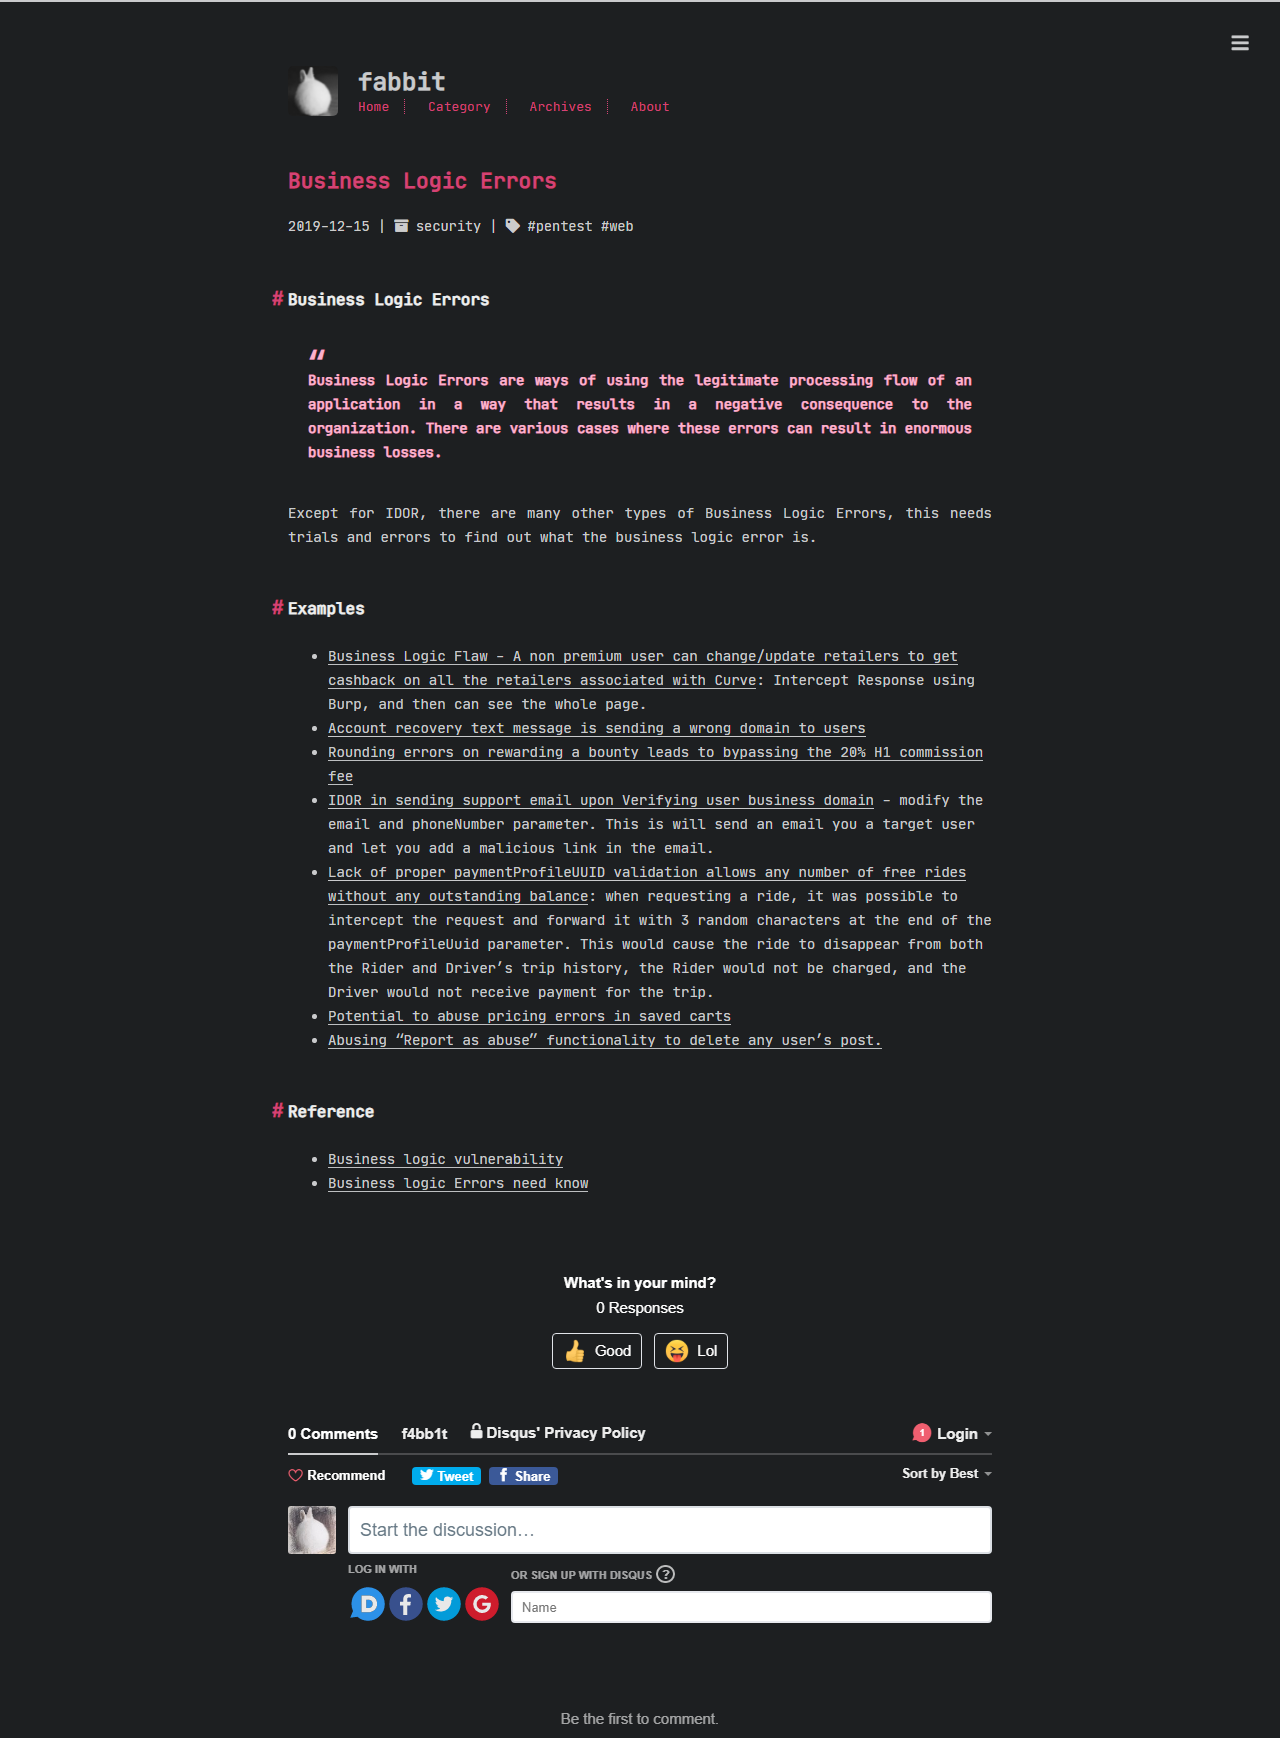 fabbit
Home Category Archives About
Business Logic Errors
2019-12-15 | security | #pentest #web
# Business Logic Errors
“
Business Logic Errors are ways of using the legitimate processing flow of an
application in a way that results in a negative consequence to the
organization. There are various cases where these errors can result in enormous
business losses.
Except for IDOR, there are many other types of Business Logic Errors, this needs
trials and errors to find out what the business logic error is.
# Examples
• Business Logic Flaw - A non premium user can change/update retailers to get
cashback on all the retailers associated with Curve: Intercept Response using
Burp, and then can see the whole page.
• Account recovery text message is sending a wrong domain to users
• Rounding errors on rewarding a bounty leads to bypassing the 20% H1 commission
fee
• IDOR in sending support email upon Verifying user business domain - modify the
email and phoneNumber parameter. This is will send an email you a target user
and let you add a malicious link in the email.
• Lack of proper paymentProfileUUID validation allows any number of free rides
without any outstanding balance: when requesting a ride, it was possible to
intercept the request and forward it with 3 random characters at the end of the
paymentProfileUuid parameter. This would cause the ride to disappear from both
the Rider and Driver’s trip history, the Rider would not be charged, and the
Driver would not receive payment for the trip.
• Potential to abuse pricing errors in saved carts
• Abusing “Report as abuse” functionality to delete any user’s post.
# Reference
• Business logic vulnerability
• Business logic Errors need know
What's in your mind?
0 Responses
Good Lol
0 Comments f4bb1t Disqus' Privacy Policy 1 Login
Recommend Tweet Share Sort by Best
Start the discussion…
LOG IN WITH
OR SIGN UP WITH DISQUS ?
Name
Be the first to comment.